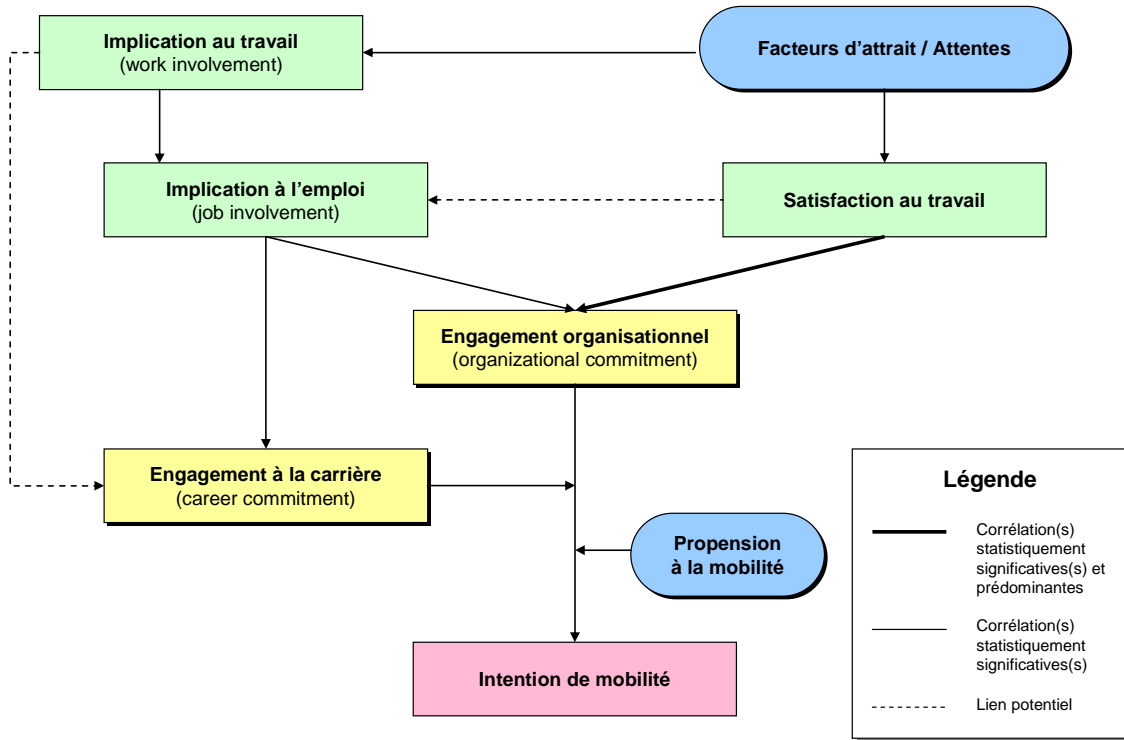 Implication au travail
(work involvement)
Facteurs d'attrait / Attentes
Implication à l'emploi
(job involvement)
Satisfaction au travail
Engagement organisationnel
(organizational commitment)
Engagement à la carrière
(career commitment)
Propension
à la mobilité
Intention de mobilité
Légende
Corrélation(s)
statistiquement
significatives(s) et
prédominantes
Corrélation(s)
statistiquement
significatives(s)
Lien potentiel